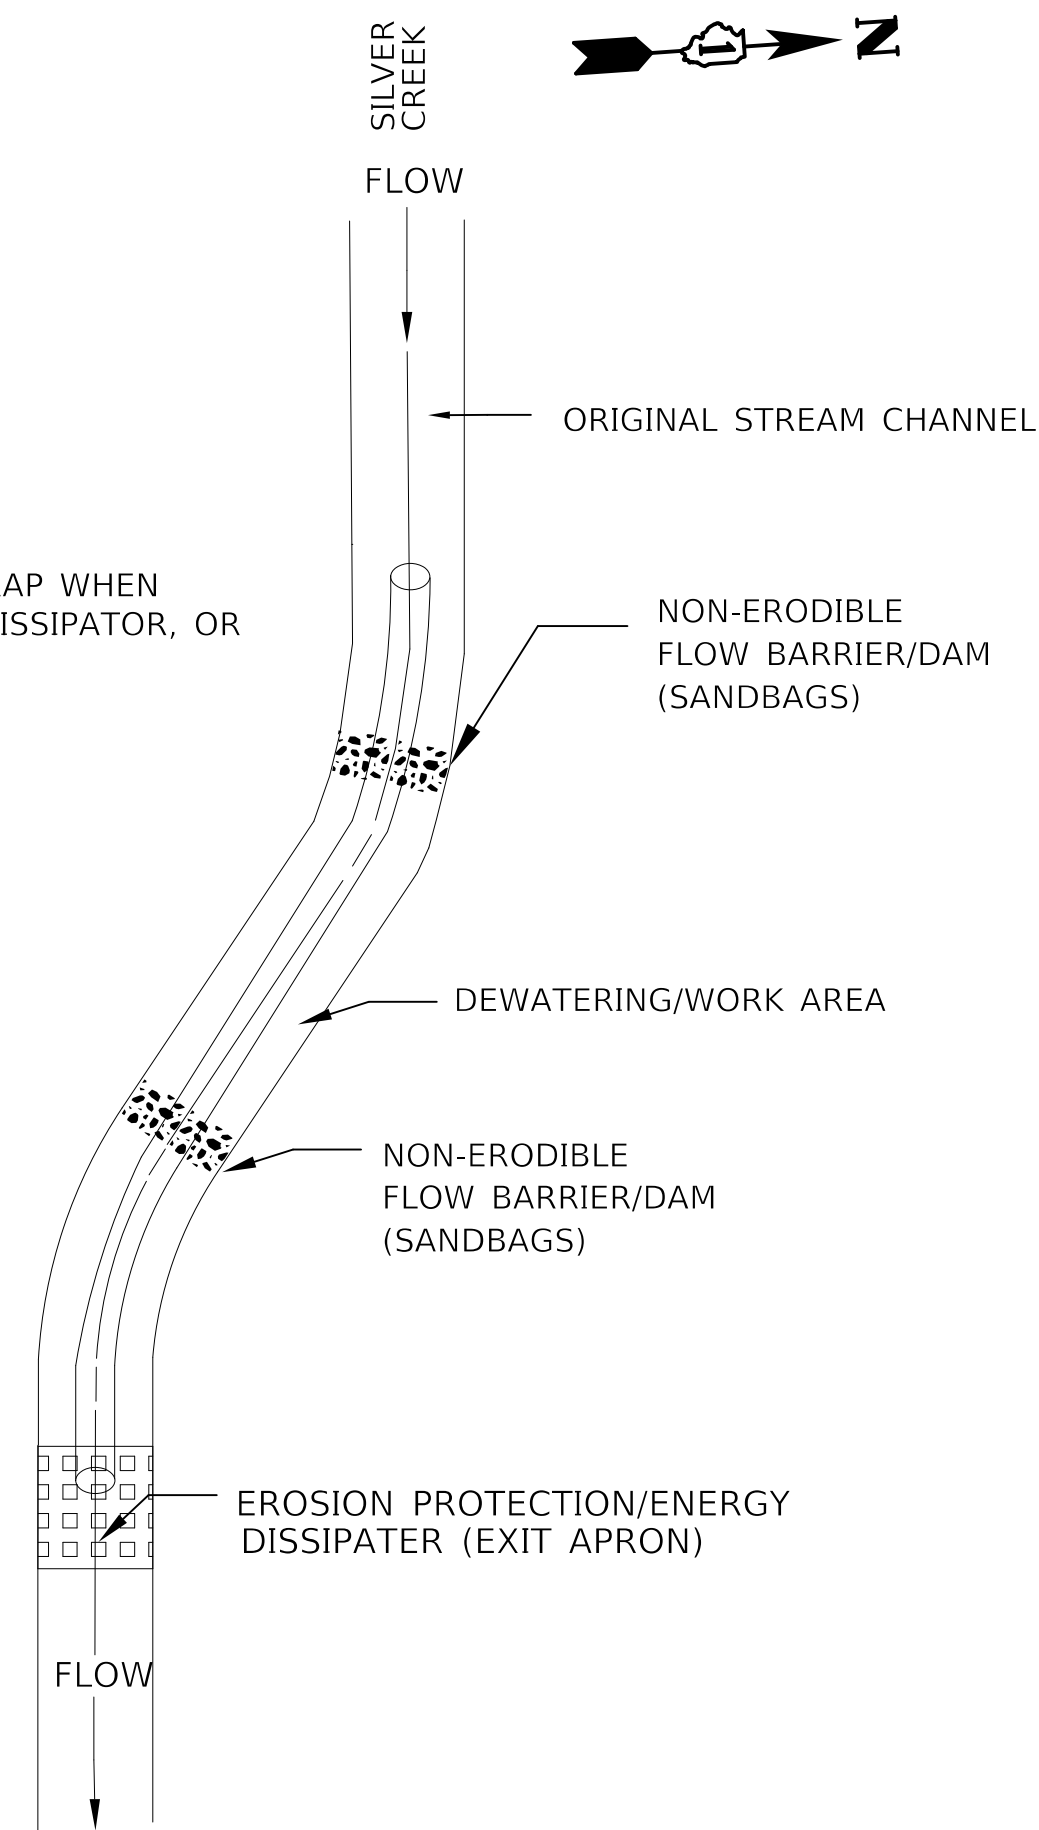 SILVER
CREEK
N
1
FLOW
ORIGINAL STREAM CHANNEL
AP WHEN
ISSIPATOR, OR
NON-ERODIBLE
FLOW BARRIER/DAM
(SANDBAGS)
DEWATERING/WORK AREA
NON-ERODIBLE
FLOW BARRIER/DAM
(SANDBAGS)
EROSION PROTECTION/ENERGY
DISSIPATER (EXIT APRON)
FLOW